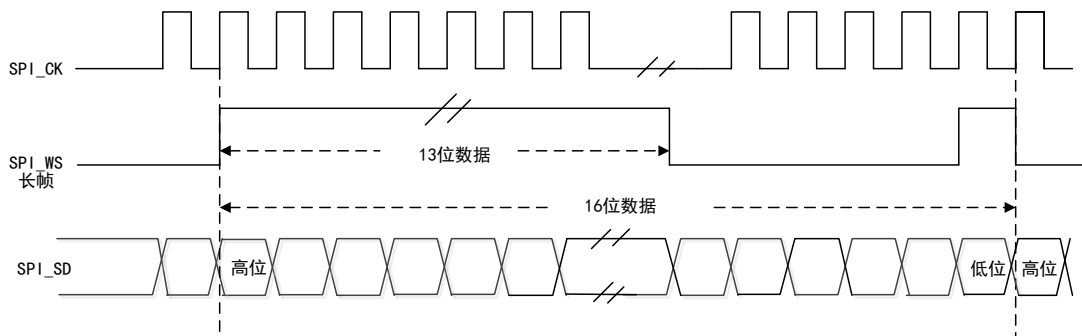 SPI_CK
SPI_WS
长帧
13位数据
16位数据
SPI_SD
高位
低位
高位